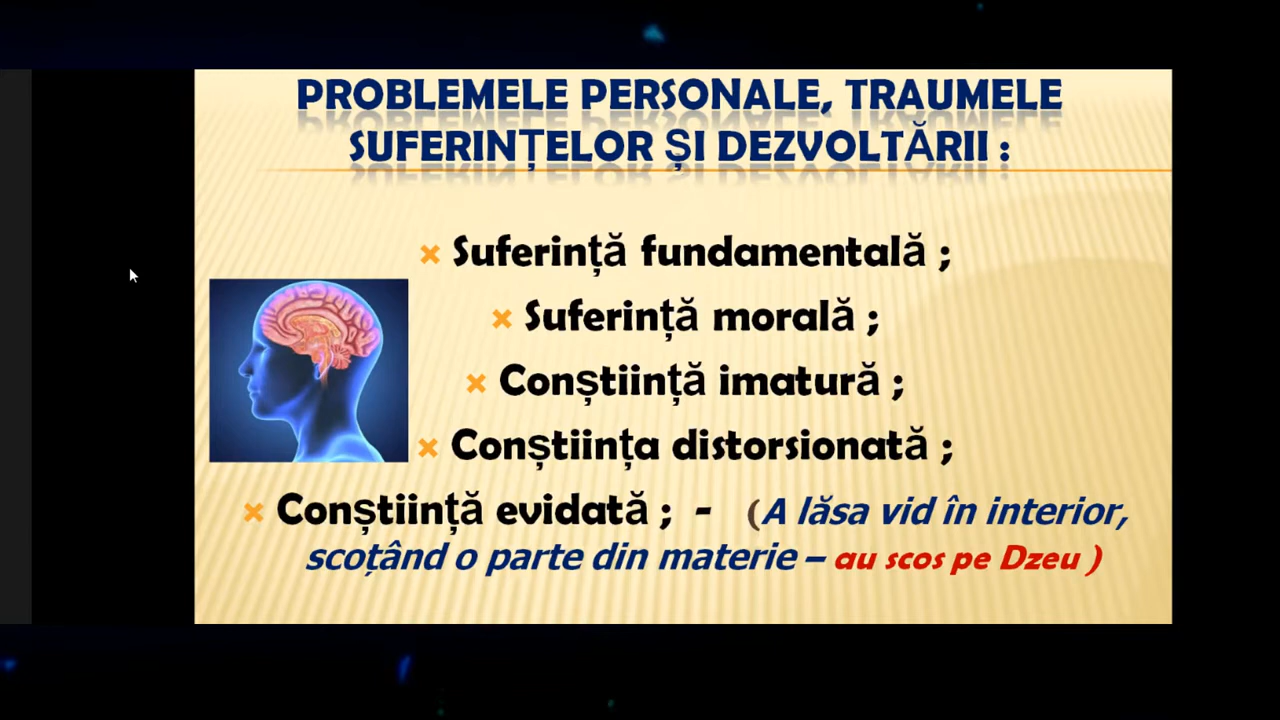 PROBLEMELE PERSONALE, TRAUMELE
SUFERINȚELOR ȘI DEZVOLTĂRII :
Suferință fundamentală ;
Suferință morală ;
Conștiință imatură ;
Conștiința distorsionată ;
Conștiință evidată ; - (A lăsa vid în interior,
scoțând o parte din materie – au scos pe Dzeu )